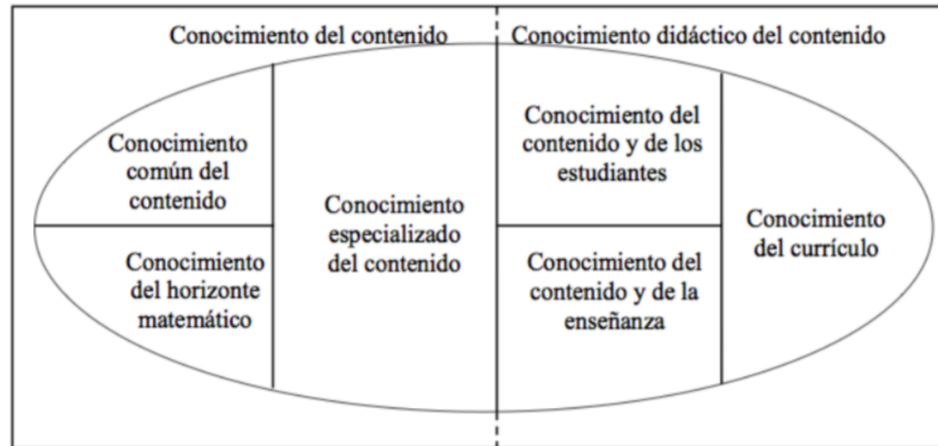 Conocimiento del contenido
Conocimiento didáctico del contenido
Conocimiento
común del
contenido
Conocimiento
del horizonte
matemático
Conocimiento
especializado
del contenido
Conocimiento del
contenido y de los
estudiantes
Conocimiento del
contenido y de la
enseñanza
Conocimiento
del currículo